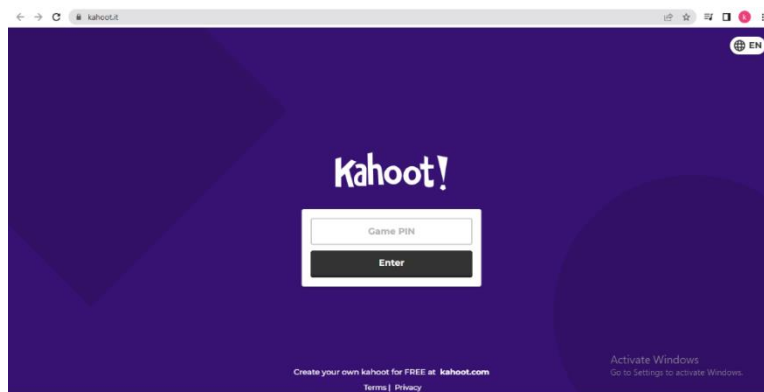 kahoot.it
EN
Kahoot!
Game PIN
Enter
Create your own kahoot for FREE at kahoot.com
Terms | Privacy
Activate Windows
Go to Settings to activate Windows.